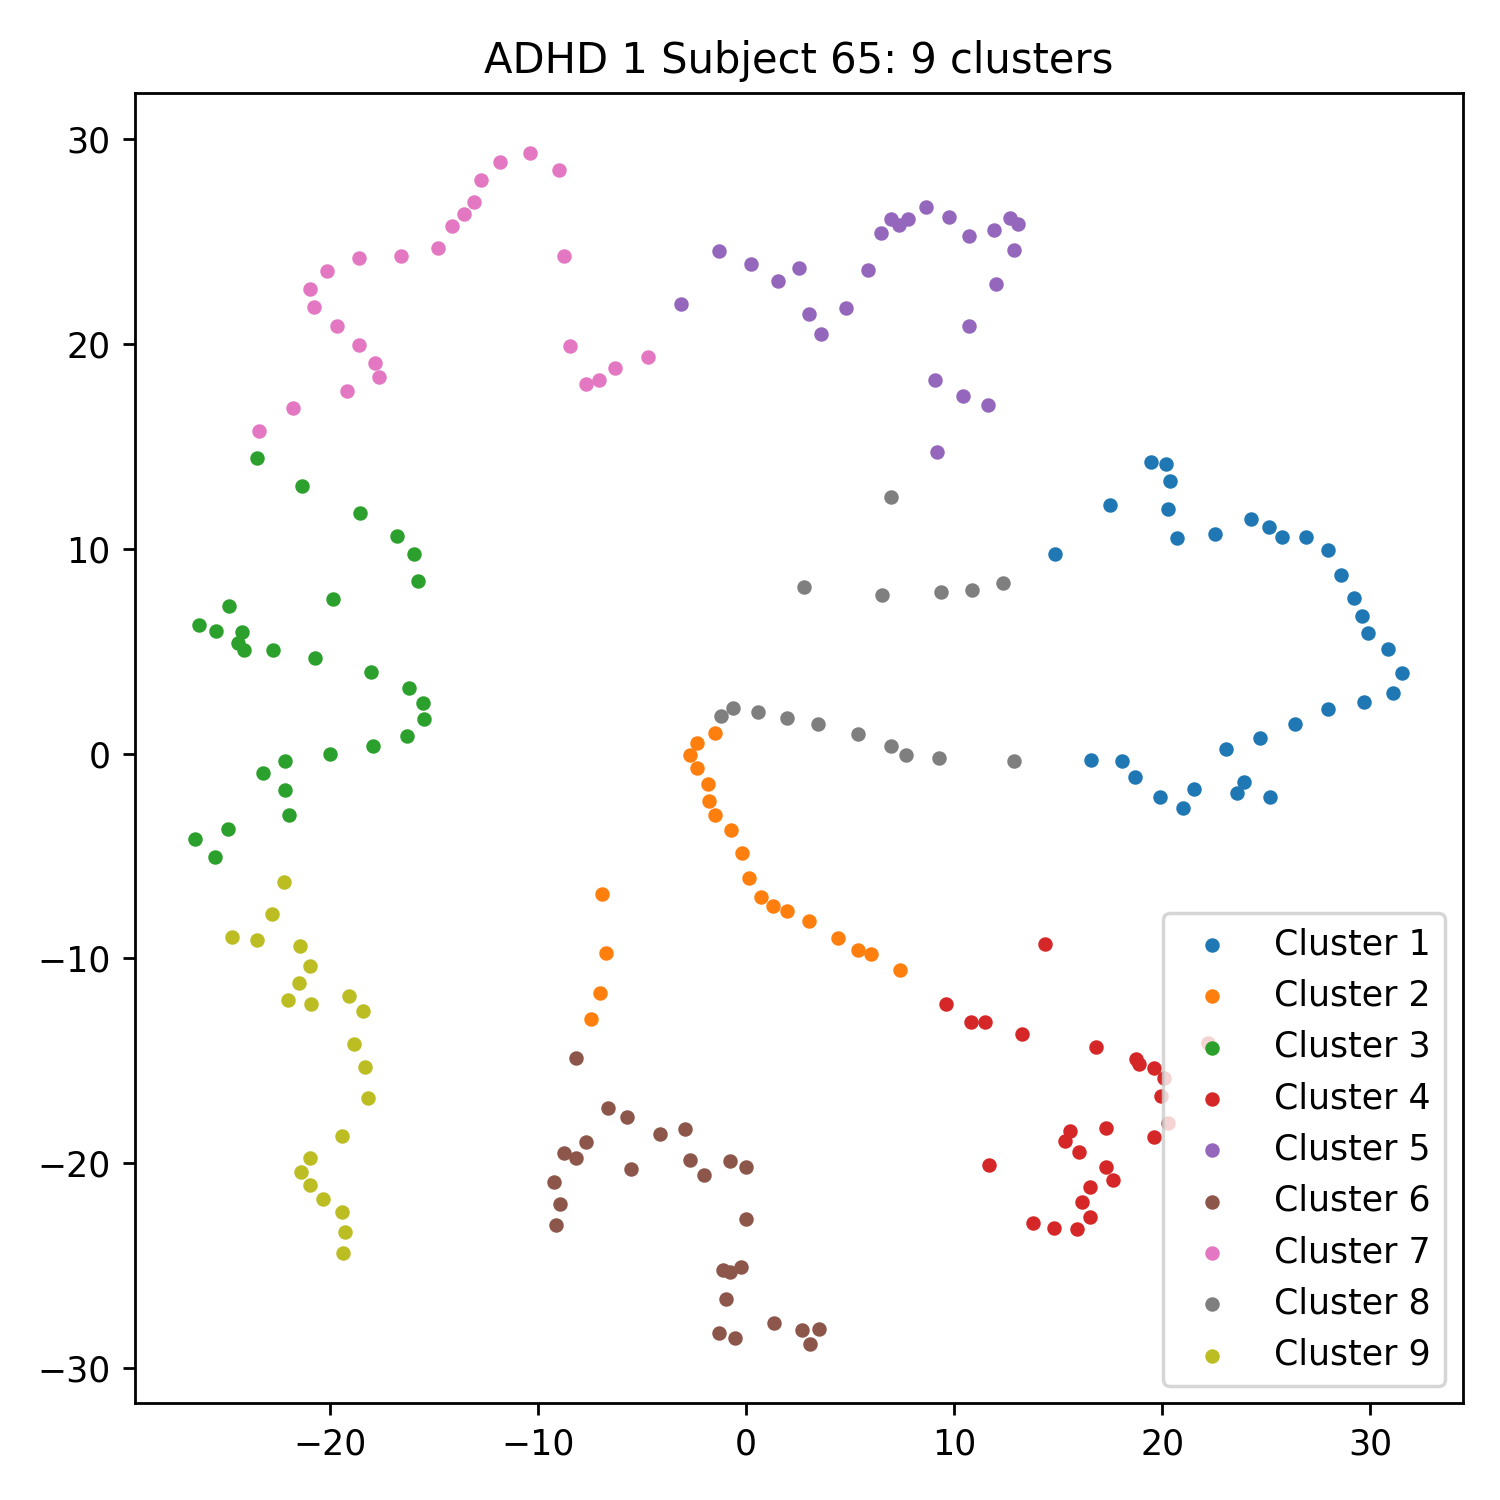 ADHD 1 Subject 65: 9 clusters
30
20
10
0
−10
−20
−30
−20 −10 0 10 20 30
Cluster 1
Cluster 2
Cluster 3
Cluster 4
Cluster 5
Cluster 6
Cluster 7
Cluster 8
Cluster 9